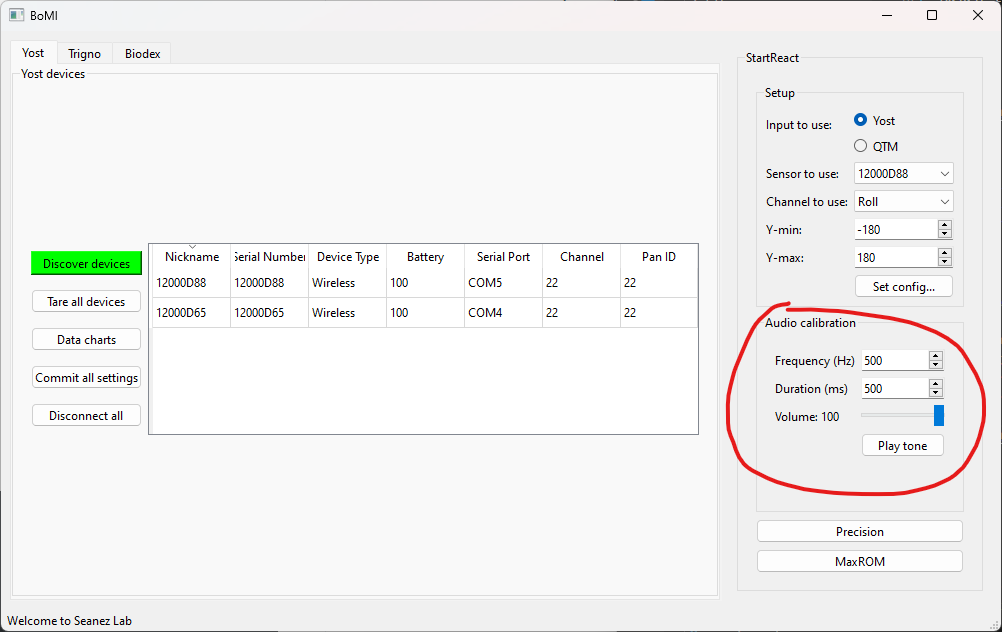 BoMI
Yost Trigno Biodex
Yost devices
Discover devices
Tare all devices
Data charts
Commit all settings
Disconnect all
Nickname Serial Number Device Type Battery Serial Port Channel Pan ID
12000D88 12000D88 Wireless 100 COM5 22 22
12000D65 12000D65 Wireless 100 COM4 22 22
StartReact
Setup
Input to use: Yost
QTM
Sensor to use: 12000D88
Channel to use: Roll
Y-min: -180
Y-max: 180
Set config...
Audio calibration
Frequency (Hz) 500
Duration (ms) 500
Volume: 100
Play tone
Precision
MaxROM
Welcome to Seanez Lab